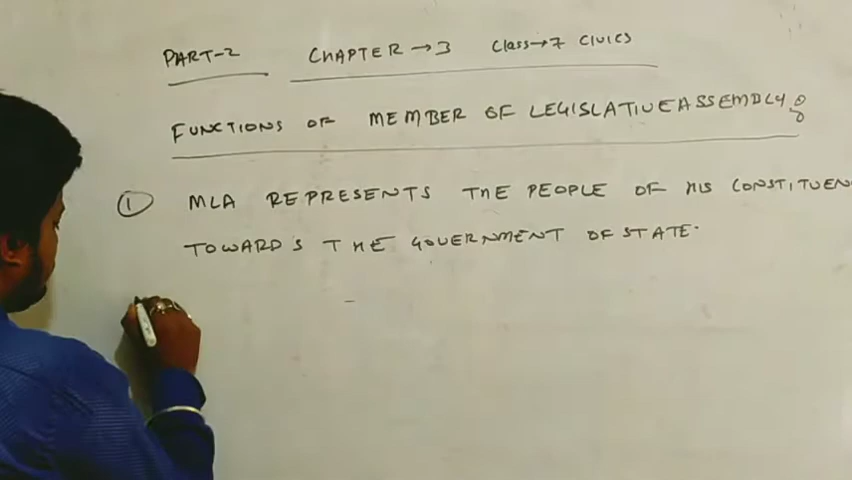 PART-2 CHAPTER → 3 Class → 7 CIVICS
FUNCTIONS OF MEMBER OF LEGISLATIVE ASSEMBLY :
① MLA REPRESENTS THE PEOPLE OF HIS CONSTITUEN
TOWARDS THE GOVERNMENT OF STATE.